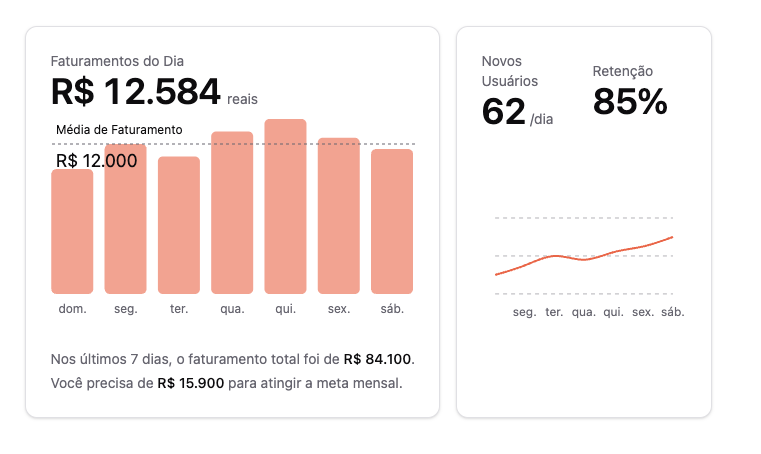 Faturamentos do Dia
R$ 12.584 reais
Média de Faturamento
R$ 12.000
dom. seg. ter. qua. qui. sex. sáb.
Nos últimos 7 dias, o faturamento total foi de R$ 84.100.
Você precisa de R$ 15.900 para atingir a meta mensal.
Novos
Usuários
62 /dia
Retenção
85%
seg. ter. qua. qui. sex. sáb.